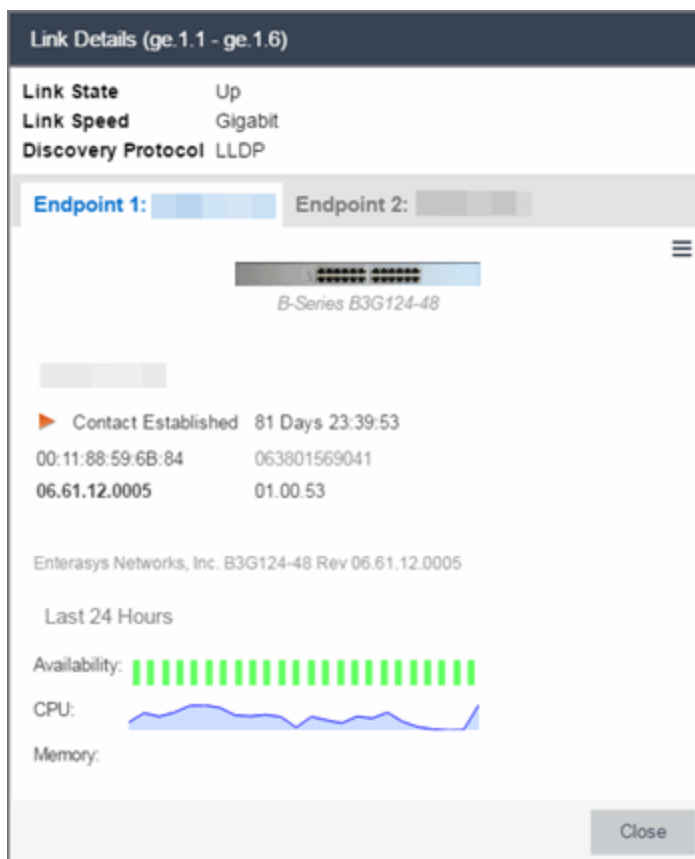 Link Details (ge.1.1 - ge.1.6)
Link State Up
Link Speed Gigabit
Discovery Protocol LLDP
Endpoint 1: Endpoint 2:
B-Series B3G124-48
Contact Established 81 Days 23:39:53
00:11:88:59:6B:84 063801569041
06.61.12.0005 01.00.53
Enterasys Networks, Inc. B3G124-48 Rev 06.61.12.0005
Last 24 Hours
Availability:
CPU:
Memory:
Close